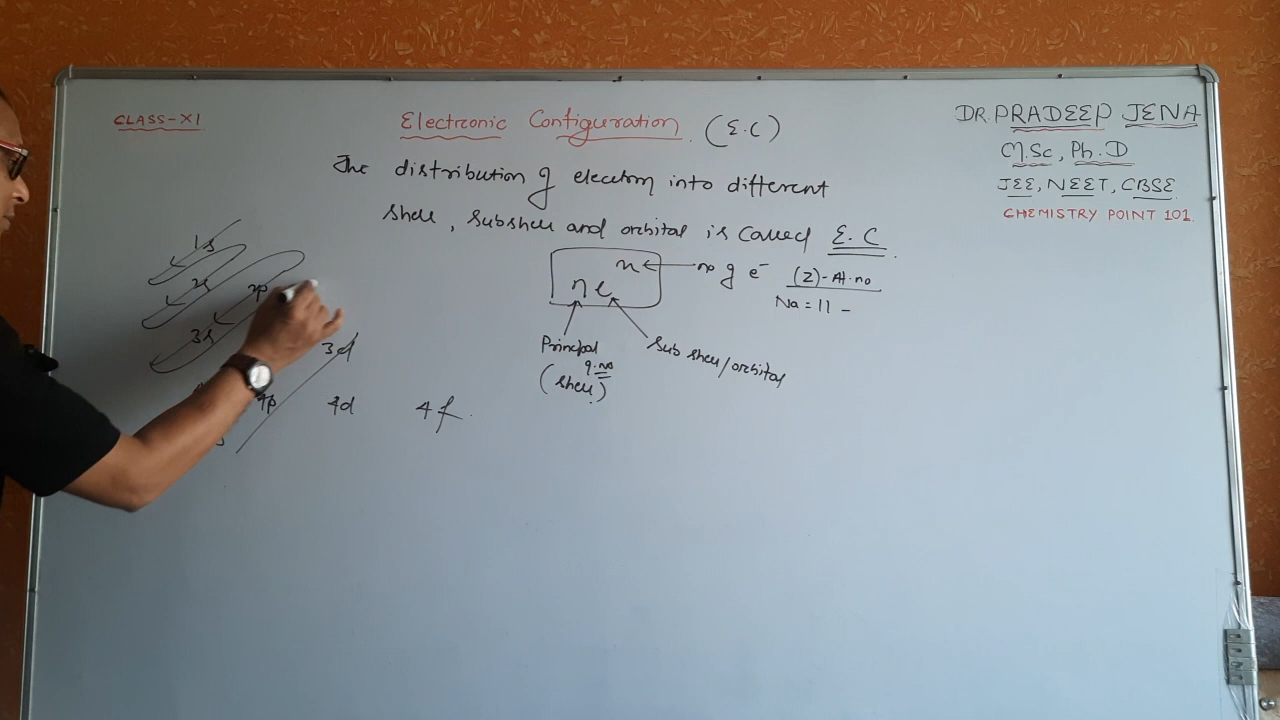 CLASS-XI
Electronic Configuration. (E.C)
DR. PRADEEP JENA
M.Sc, Ph.D
JEE, NEET, CBSE
CHEMISTRY POINT 101.
The distribution of electron into different
shell, subshell and orbital is called E.C.
1s
2s
2p
3s
3d
4p 4d 4f.
x ← no of e⁻ (Z) - At. no
nl Na = 11 -
Principal
q. no
(shell)
Sub shell/orbital